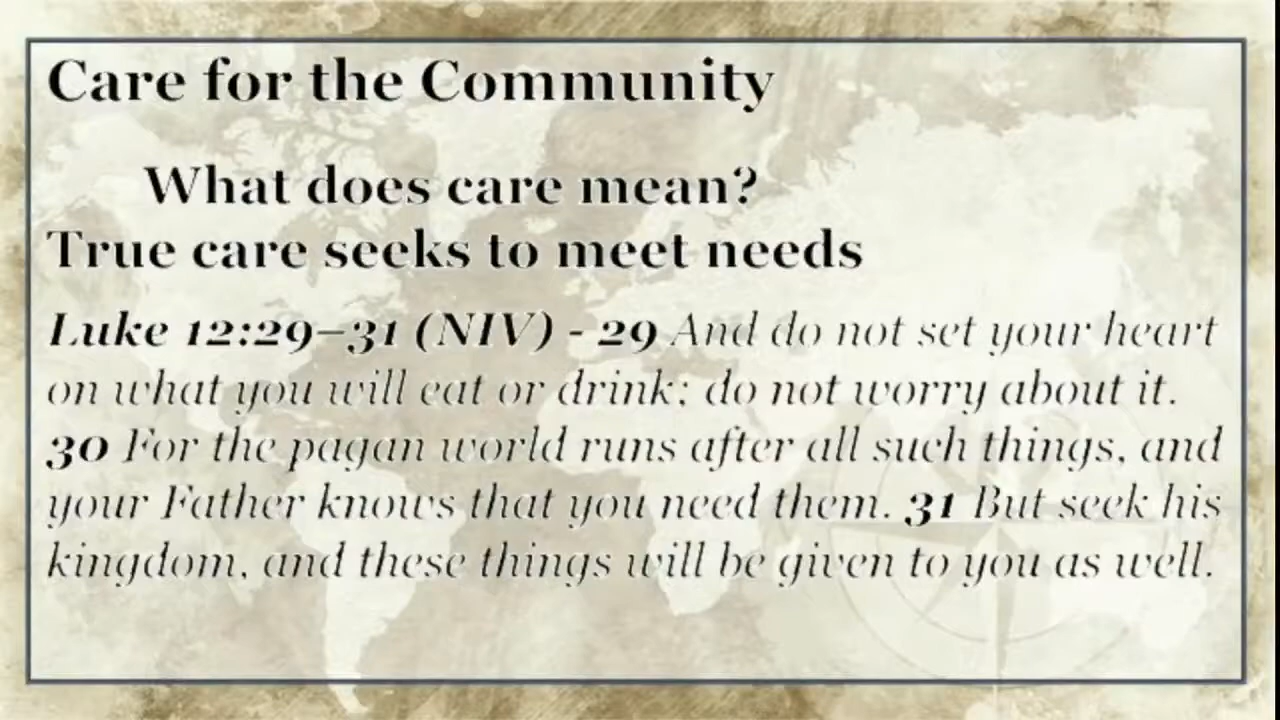 Care for the Community
What does care mean?
True care seeks to meet needs
Luke 12:29–31 (NIV) - 29 And do not set your heart
on what you will eat or drink; do not worry about it.
30 For the pagan world runs after all such things, and
your Father knows that you need them. 31 But seek his
kingdom, and these things will be given to you as well.